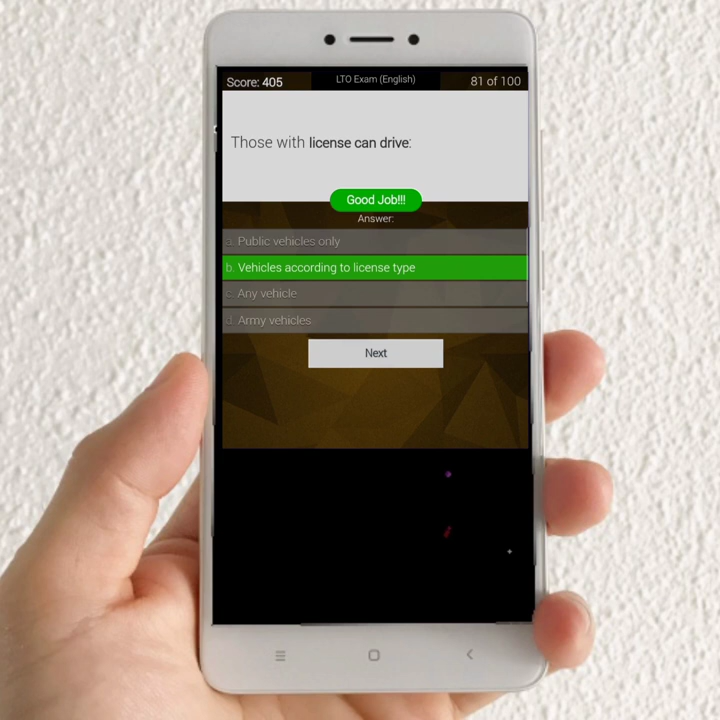 Score: 405
LTO Exam (English)
81 of 100
Those with license can drive:
Good Job!!!
Answer:
a. Public vehicles only
b. Vehicles according to license type
c. Any vehicle
d. Army vehicles
Next